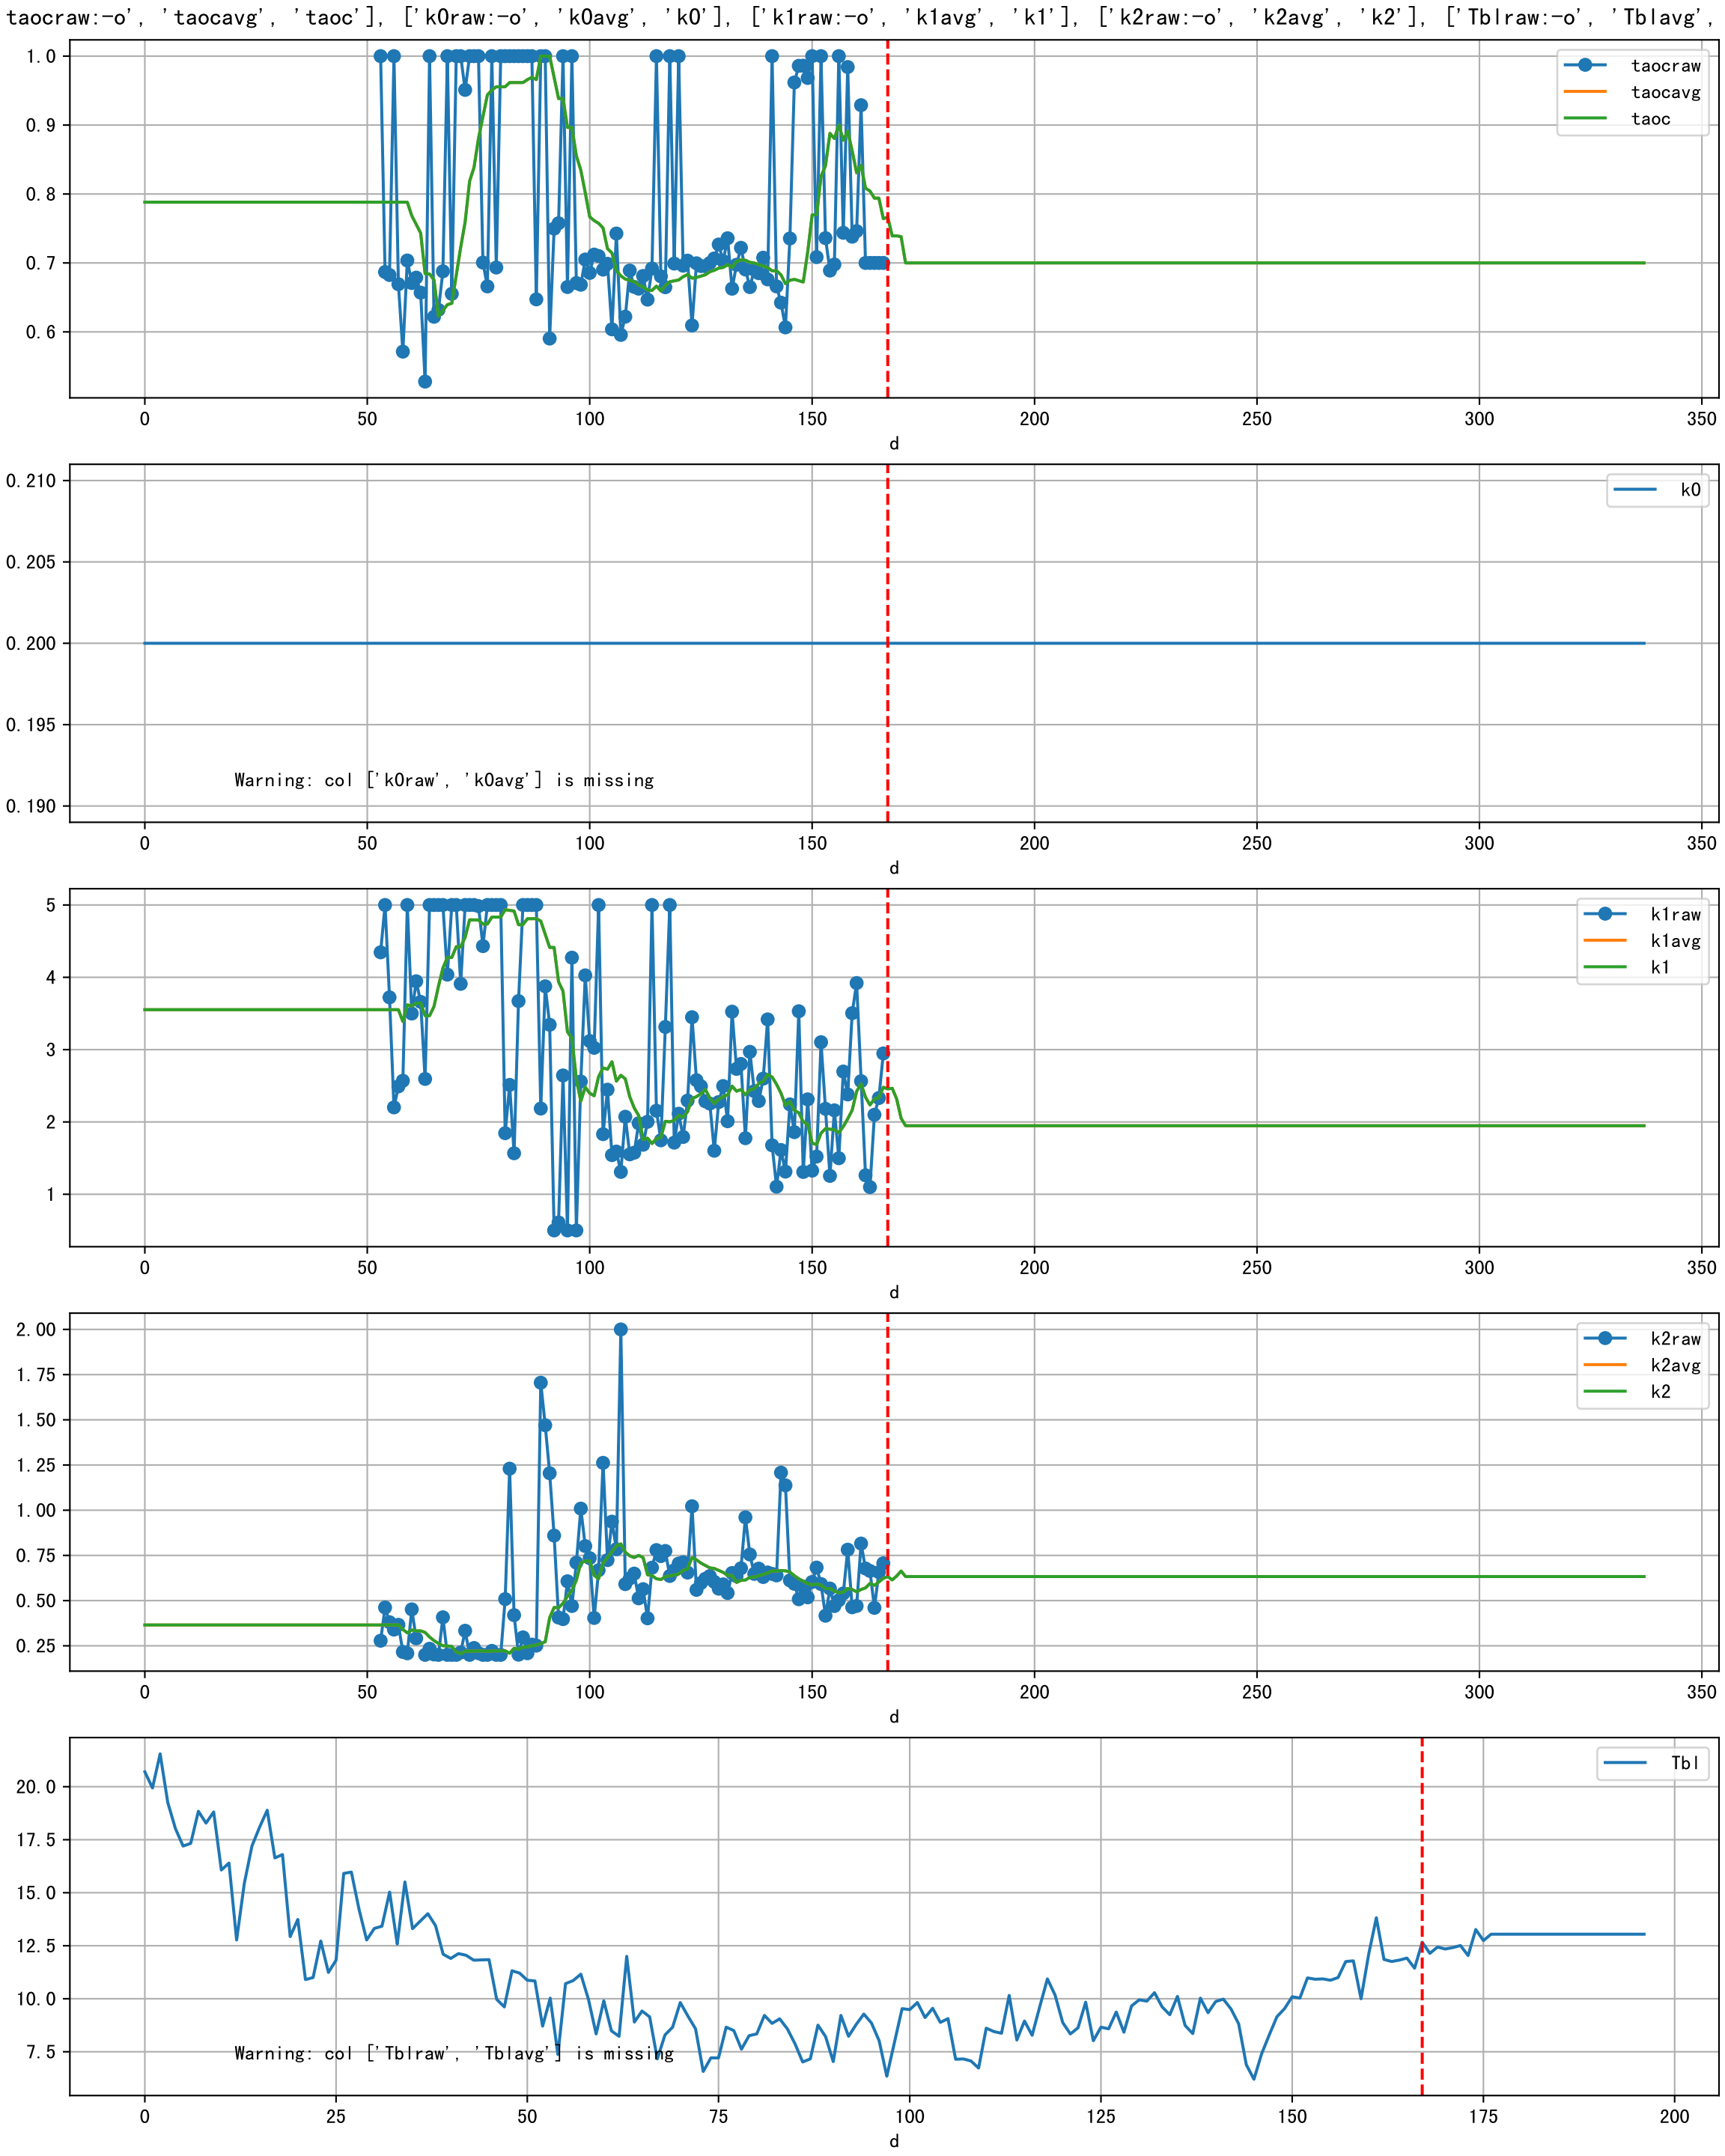 taocraw:-o', 'taocavg', 'taoc'], ['k0raw:-o', 'k0avg', 'k0'], ['k1raw:-o', 'k1avg', 'k1'], ['k2raw:-o', 'k2avg', 'k2'], ['Tblraw:-o', 'Tblavg',
1.0
0.9
0.8
0.7
0.6
taocraw
taocavg
taoc
0 50 100 150 200 250 300 350
d
0.210
0.205
0.200
0.195
0.190
k0
Warning: col ['k0raw', 'k0avg'] is missing
0 50 100 150 200 250 300 350
d
5
4
3
2
1
k1raw
k1avg
k1
0 50 100 150 200 250 300 350
d
2.00
1.75
1.50
1.25
1.00
0.75
0.50
0.25
k2raw
k2avg
k2
0 50 100 150 200 250 300 350
d
20.0
17.5
15.0
12.5
10.0
7.5
Tbl
Warning: col ['Tblraw', 'Tblavg'] is missing
0 25 50 75 100 125 150 175 200
d